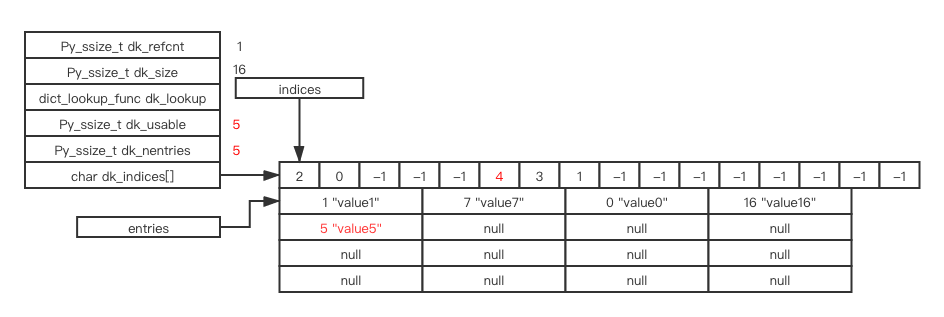 Py_ssize_t dk_refcnt 1
Py_ssize_t dk_size 16
indices
dict_lookup_func dk_lookup
Py_ssize_t dk_usable 5
Py_ssize_t dk_nentries 5
char dk_indices[] 2 0 -1 -1 -1 4 3 1 -1 -1 -1 -1 -1 -1 -1 -1
1 "value1" 7 "value7" 0 "value0" 16 "value16"
entries 5 "value5" null null null
null null null null
null null null null